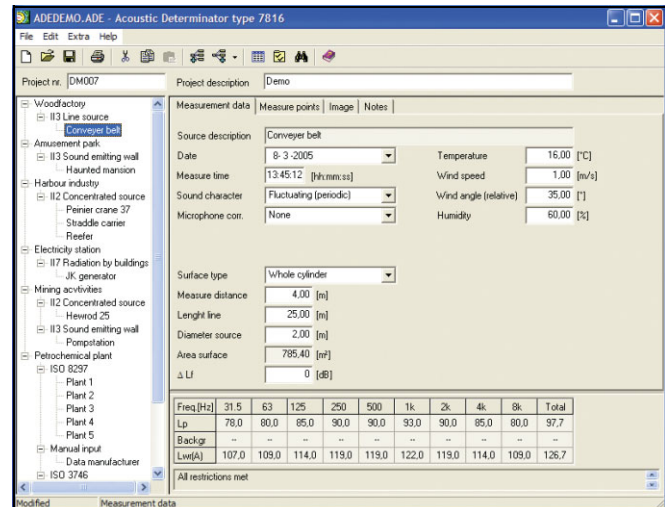 ADEDEMO.ADE - Acoustic Determinator type 7816
File Edit Extra Help
Project nr. DM007 Project description Demo
Woodfactory
II3 Line source
Conveyer belt
Amusement park
II3 Sound emitting wall
Haunted mansion
Harbour industry
II2 Concentrated source
Peinier crane 37
Straddle carrier
Reefer
Electricity station
II7 Radiation by buildings
JK generator
Mining acvtivities
II2 Concentrated source
Hewrod 25
II3 Sound emitting wall
Pompstation
Petrochemical plant
ISO 8297
Plant 1
Plant 2
Plant 3
Plant 4
Plant 5
Manual input
Data manufacturer
ISO 3746
Measurement data Measure points Image Notes
Source description Conveyer belt
Date 8- 3 -2005 Temperature 16,00 [°C]
Measure time 13:45:12 [hh:mm:ss] Wind speed 1,00 [m/s]
Sound character Fluctuating (periodic) Wind angle (relative) 35,00 [°]
Microphone corr. None Humidity 60,00 [%]
Surface type Whole cylinder
Measure distance 4,00 [m]
Lenght line 25,00 [m]
Diameter source 2,00 [m]
Area surface 785,40 [m²]
Δ Lf 0 [dB]
Freq.[Hz] 31.5 63 125 250 500 1k 2k 4k 8k Total
Lp 78,0 80,0 85,0 90,0 90,0 93,0 90,0 85,0 80,0 97,7
Backgr -- -- -- -- -- -- -- -- -- --
Lwr(A) 107,0 109,0 114,0 119,0 119,0 122,0 119,0 114,0 109,0 126,7
All restrictions met
Modified Measurement data